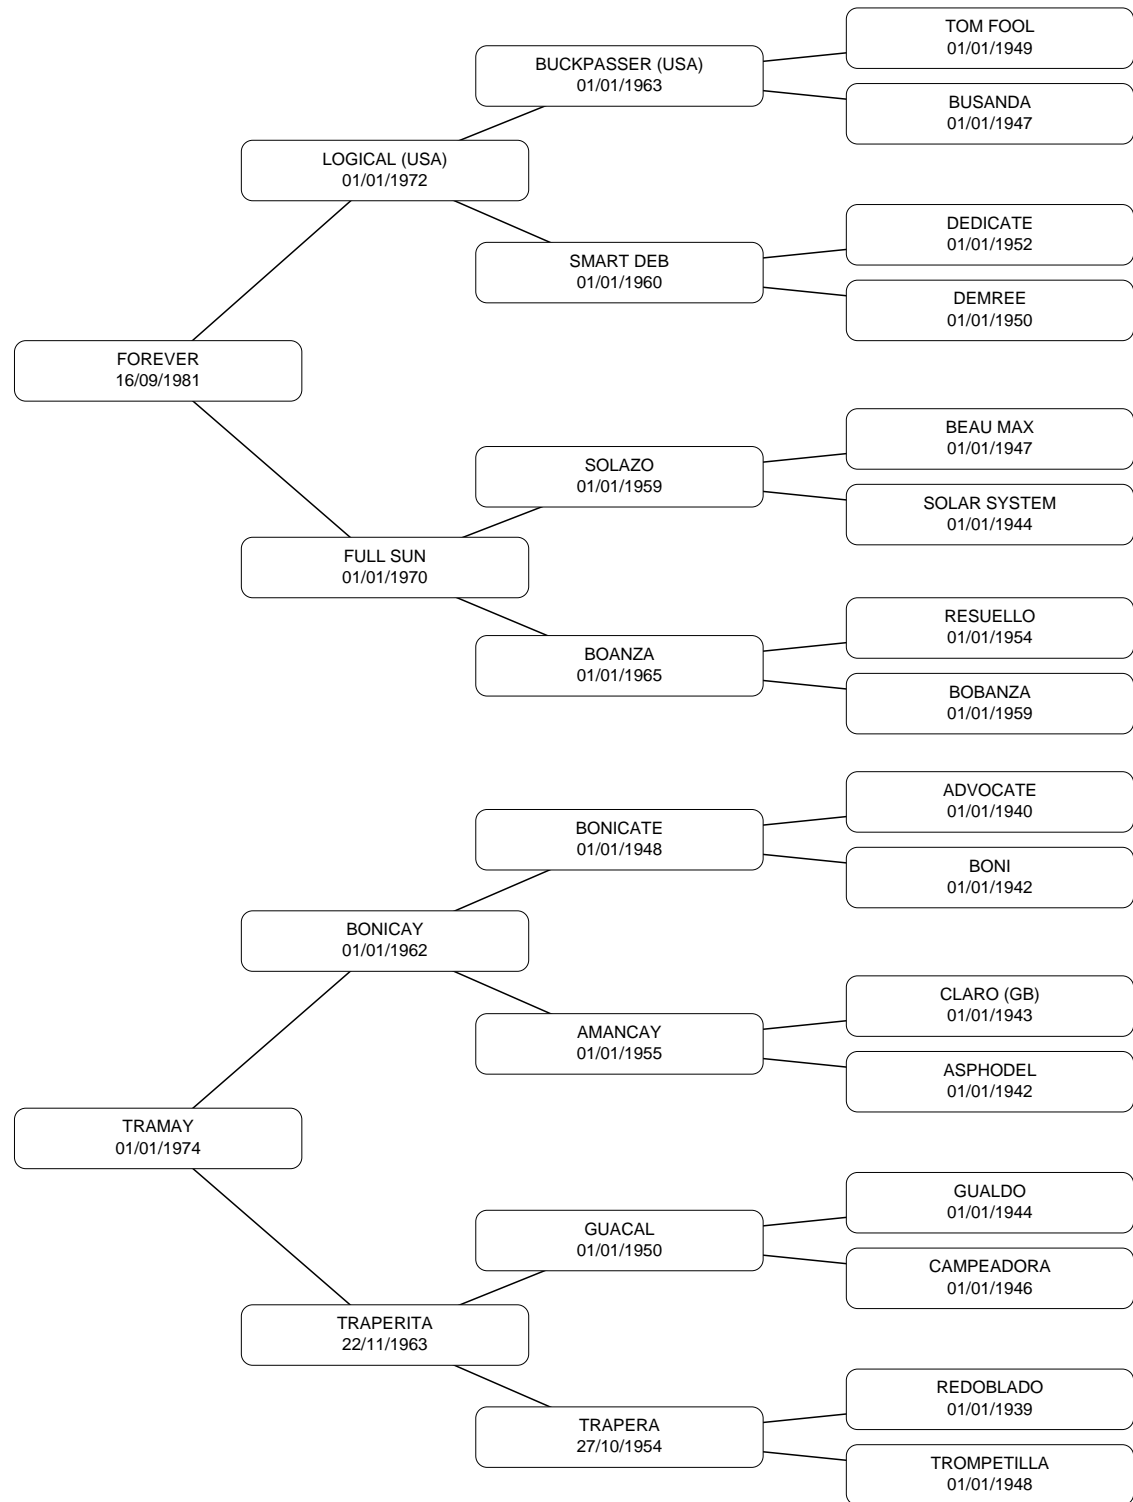 TOM FOOL
01/01/1949
BUCKPASSER (USA)
01/01/1963
BUSANDA
01/01/1947
LOGICAL (USA)
01/01/1972
DEDICATE
01/01/1952
SMART DEB
01/01/1960
DEMREE
01/01/1950
FOREVER
16/09/1981
BEAU MAX
01/01/1947
SOLAZO
01/01/1959
SOLAR SYSTEM
01/01/1944
FULL SUN
01/01/1970
RESUELLO
01/01/1954
BOANZA
01/01/1965
BOBANZA
01/01/1959
ADVOCATE
01/01/1940
BONICATE
01/01/1948
BONI
01/01/1942
BONICAY
01/01/1962
CLARO (GB)
01/01/1943
AMANCAY
01/01/1955
ASPHODEL
01/01/1942
TRAMAY
01/01/1974
GUALDO
01/01/1944
GUACAL
01/01/1950
CAMPEADORA
01/01/1946
TRAPERITA
22/11/1963
REDOBLADO
01/01/1939
TRAPERA
27/10/1954
TROMPETILLA
01/01/1948